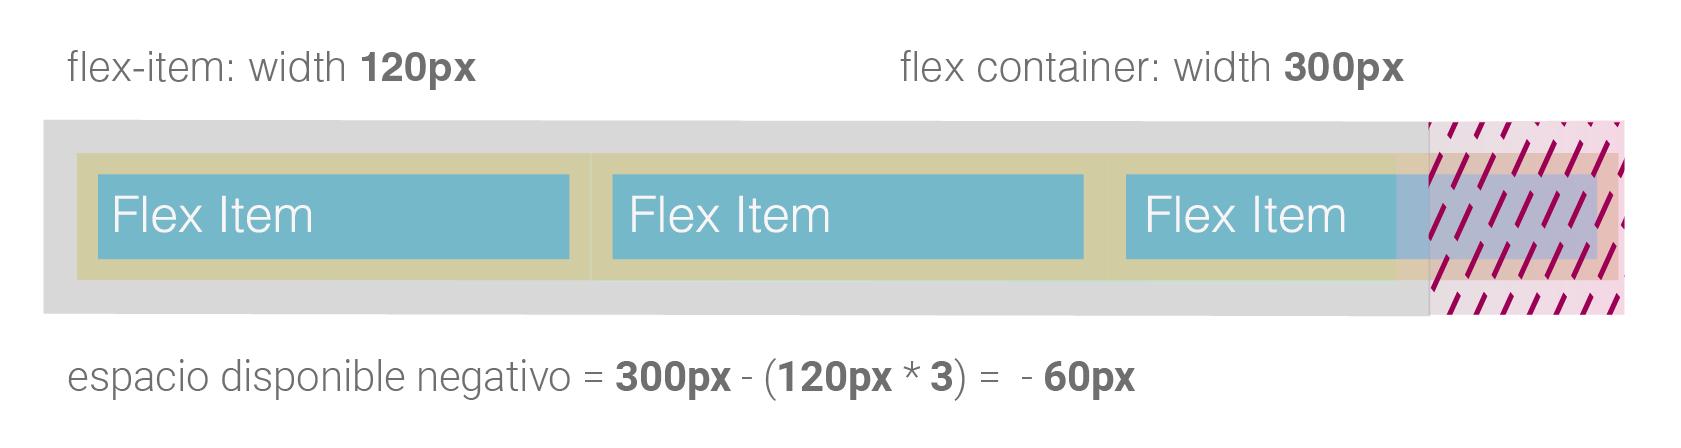 flex-item: width 120px
flex container: width 300px
Flex Item
Flex Item
Flex Item
espacio disponible negativo = 300px - (120px * 3) = - 60px